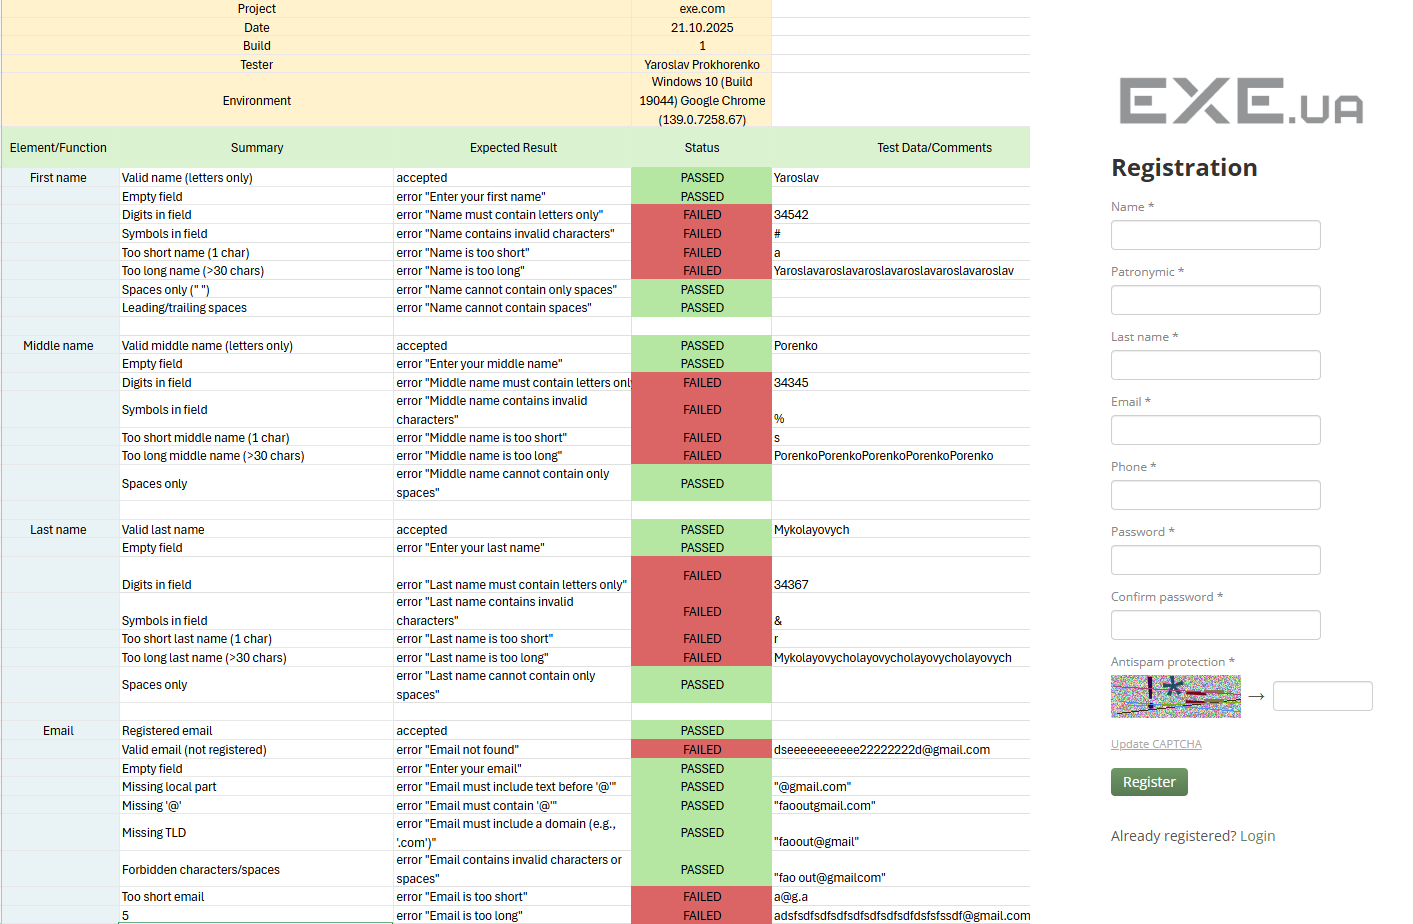 Project exe.com
Date 21.10.2025
Build 1
Tester Yaroslav Prokhorenko
Environment
Windows 10 (Build
19044) Google Chrome
(139.0.7258.67)
Element/Function Summary Expected Result Status Test Data/Comments
First name Valid name (letters only) accepted PASSED Yaroslav
Empty field error "Enter your first name" PASSED
Digits in field error "Name must contain letters only" FAILED 34542
Symbols in field error "Name contains invalid characters" FAILED #
Too short name (1 char) error "Name is too short" FAILED a
Too long name (>30 chars) error "Name is too long" FAILED Yaroslavaroslavaroslavaroslavaroslavaroslav
Spaces only (" ") error "Name cannot contain only spaces" PASSED
Leading/trailing spaces error "Name cannot contain spaces" PASSED
Middle name Valid middle name (letters only) accepted PASSED Porenko
Empty field error "Enter your middle name" PASSED
Digits in field error "Middle name must contain letters onl FAILED 34345
Symbols in field error "Middle name contains invalid
characters" FAILED %
Too short middle name (1 char) error "Middle name is too short" FAILED s
Too long middle name (>30 chars) error "Middle name is too long" FAILED PorenkoPorenkoPorenkoPorenkoPorenko
Spaces only error "Middle name cannot contain only
spaces" PASSED
Last name Valid last name accepted PASSED Mykolayovych
Empty field error "Enter your last name" PASSED
Digits in field error "Last name must contain letters only" FAILED 34367
Symbols in field error "Last name contains invalid
characters" FAILED &
Too short last name (1 char) error "Last name is too short" FAILED r
Too long last name (>30 chars) error "Last name is too long" FAILED Mykolayovycholayovycholayovycholayovych
Spaces only error "Last name cannot contain only
spaces" PASSED
Email Registered email accepted PASSED
Valid email (not registered) error "Email not found" FAILED dseeeeeeeeeee22222222d@gmail.com
Empty field error "Enter your email" PASSED
Missing local part error "Email must include text before '@'" PASSED "@gmail.com"
Missing '@' error "Email must contain '@'" PASSED "faooutgmail.com"
Missing TLD error "Email must include a domain (e.g.,
'.com')" PASSED "faoout@gmail"
Forbidden characters/spaces error "Email contains invalid characters or
spaces" PASSED "fao out@gmailcom"
Too short email error "Email is too short" FAILED a@g.a
5 error "Email is too long" FAILED adsfsdfsdfsdfsdfsdfsdfsdfdsfsfssdf@gmail.com
EXE.UA
Registration
Name *
Patronymic *
Last name *
Email *
Phone *
Password *
Confirm password *
Antispam protection *
! * = →
Update CAPTCHA
Register
Already registered? Login